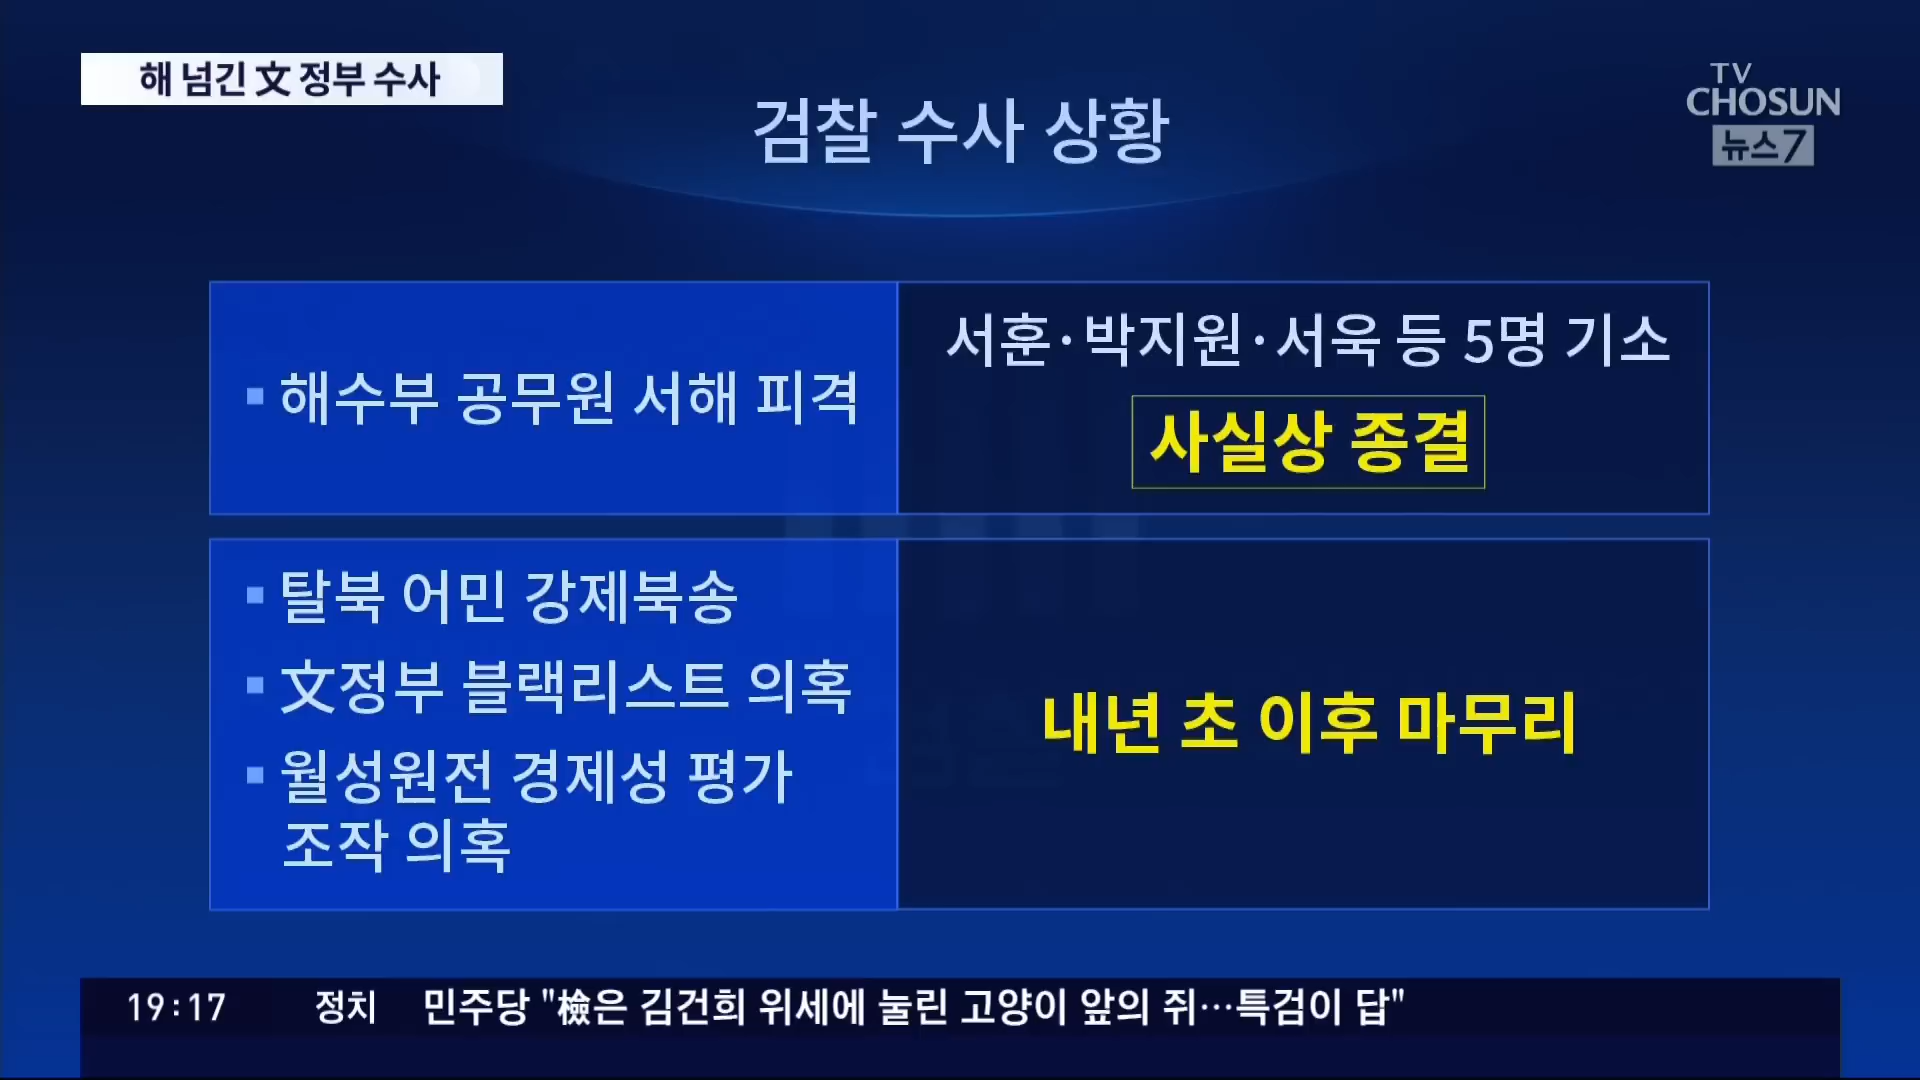 해 넘긴 文 정부 수사
TV
CHOSUN
뉴스7
검찰 수사 상황
▪ 해수부 공무원 서해 피격
서훈·박지원·서욱 등 5명 기소
사실상 종결
▪ 탈북 어민 강제북송
▪ 文정부 블랙리스트 의혹
▪ 월성원전 경제성 평가
조작 의혹
내년 초 이후 마무리
19:17 정치 민주당 "檢은 김건희 위세에 눌린 고양이 앞의 쥐…특검이 답"